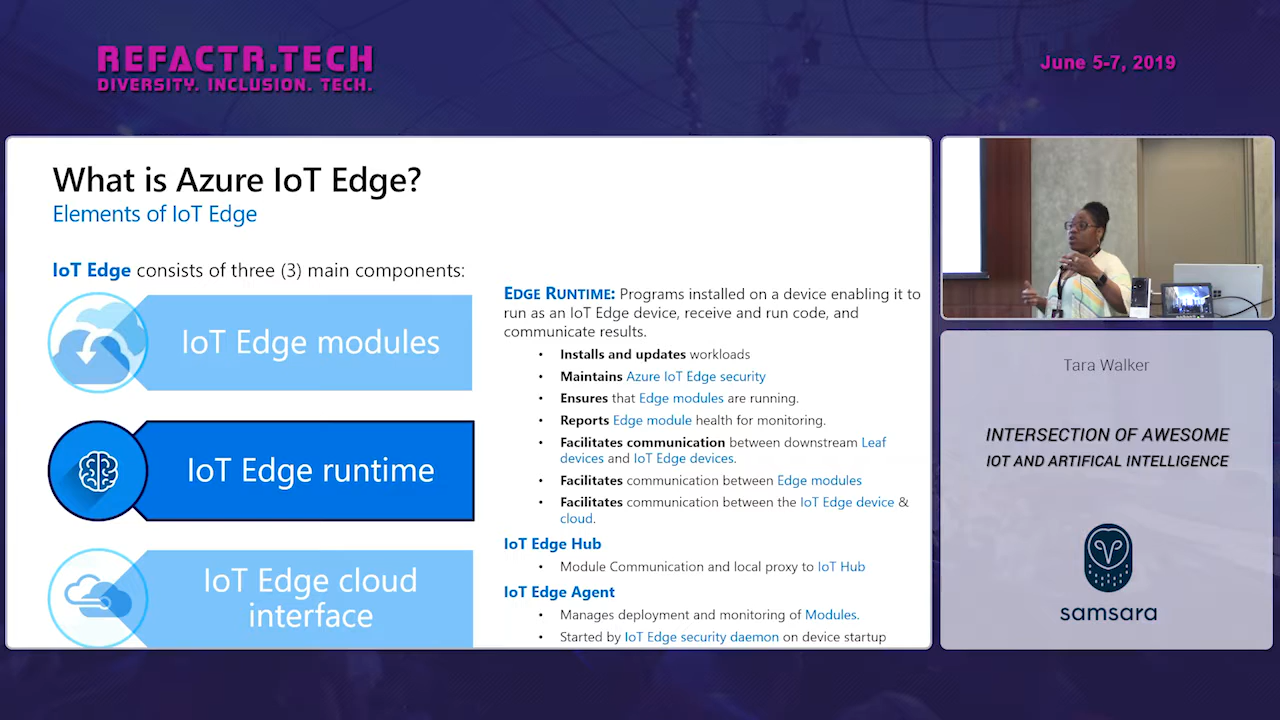 REFACTR.TECH
DIVERSITY. INCLUSION. TECH.
June 5-7, 2019
What is Azure IoT Edge?
Elements of IoT Edge
IoT Edge consists of three (3) main components:
IoT Edge modules
IoT Edge runtime
IoT Edge cloud
interface
EDGE RUNTIME: Programs installed on a device enabling it to
run as an IoT Edge device, receive and run code, and
communicate results.
• Installs and updates workloads
• Maintains Azure IoT Edge security
• Ensures that Edge modules are running.
• Reports Edge module health for monitoring.
• Facilitates communication between downstream Leaf
devices and IoT Edge devices.
• Facilitates communication between Edge modules
• Facilitates communication between the IoT Edge device &
cloud.
IoT Edge Hub
• Module Communication and local proxy to IoT Hub
IoT Edge Agent
• Manages deployment and monitoring of Modules.
• Started by IoT Edge security daemon on device startup
Tara Walker
INTERSECTION OF AWESOME
IOT AND ARTIFICAL INTELLIGENCE
samsara